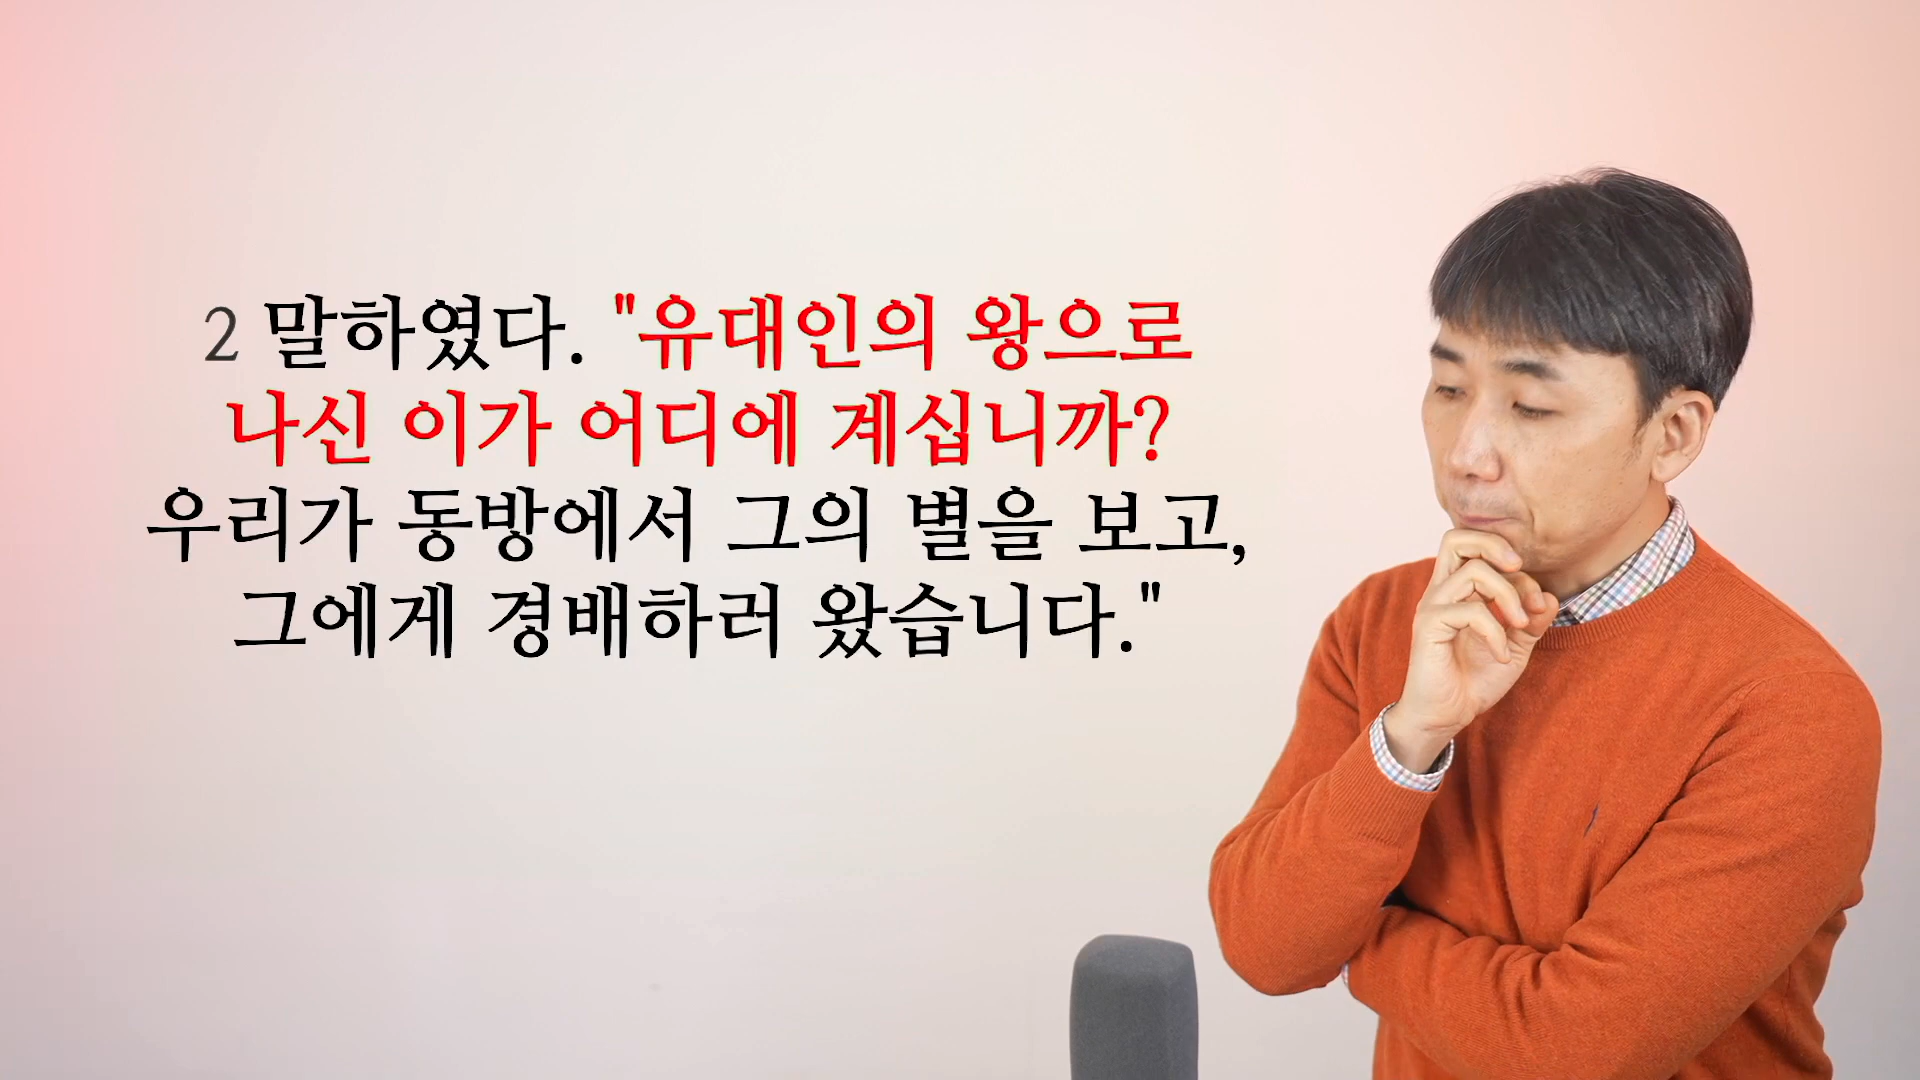 2 말하였다. "유대인의 왕으로
나신 이가 어디에 계십니까?
우리가 동방에서 그의 별을 보고,
그에게 경배하러 왔습니다."